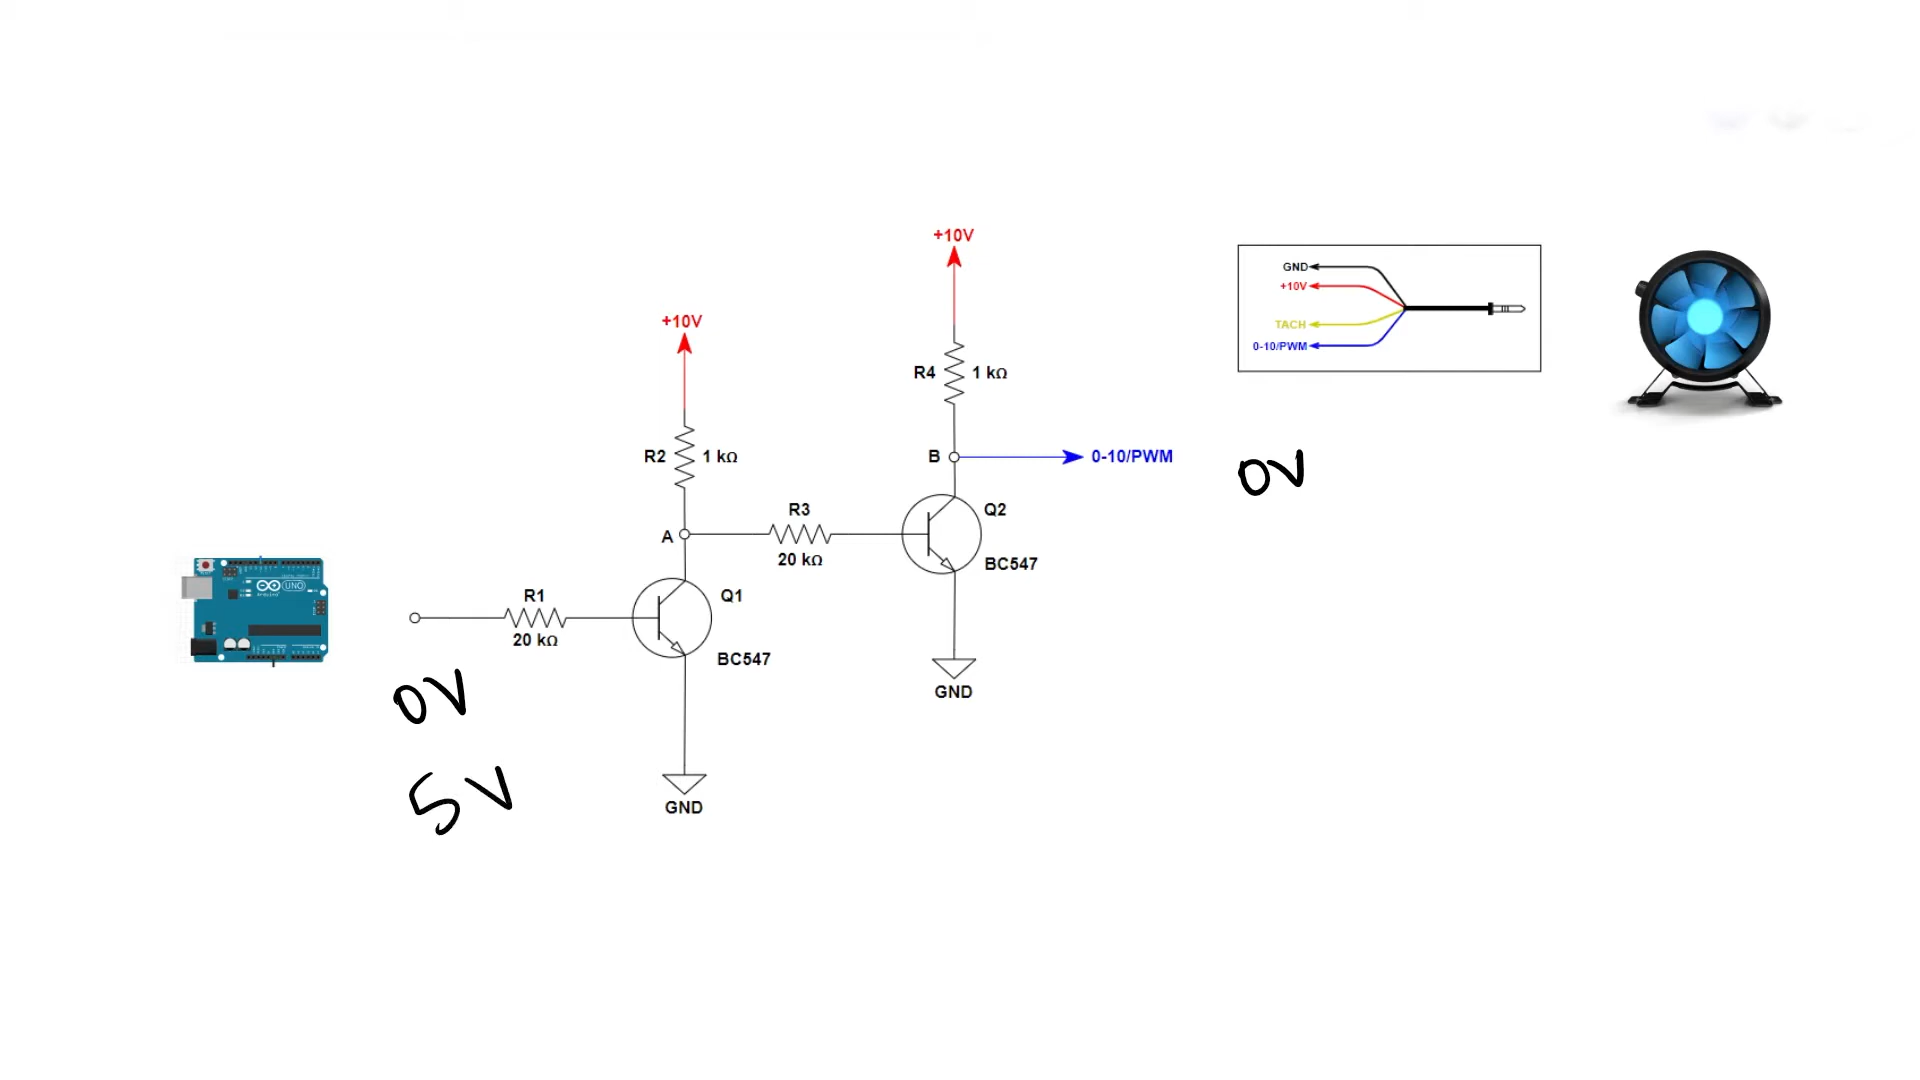 +10V
GND
+10V
+10V
TACH
0-10/PWM
R4 1 kΩ
R2 1 kΩ
B
0-10/PWM
0V
R3
Q2
A
20 kΩ
BC547
UNO
R1
Q1
20 kΩ
BC547
GND
0V
5V
GND